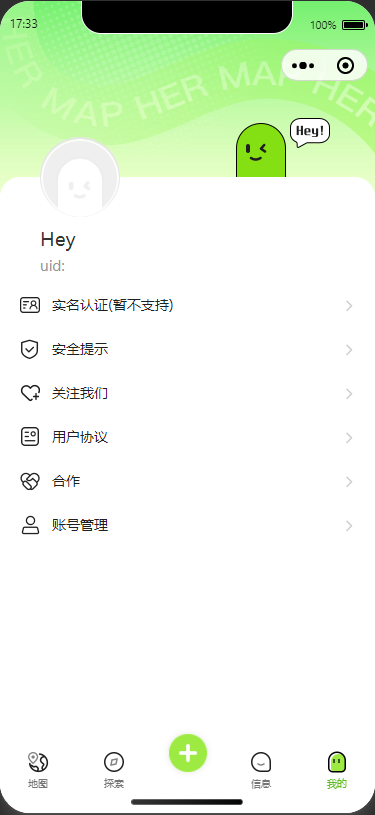 17:33
100%
ER MAP HER MAP HER
Hey!
Hey
uid:
实名认证(暂不支持)
安全提示
关注我们
用户协议
合作
账号管理
地图
探索
信息
我的